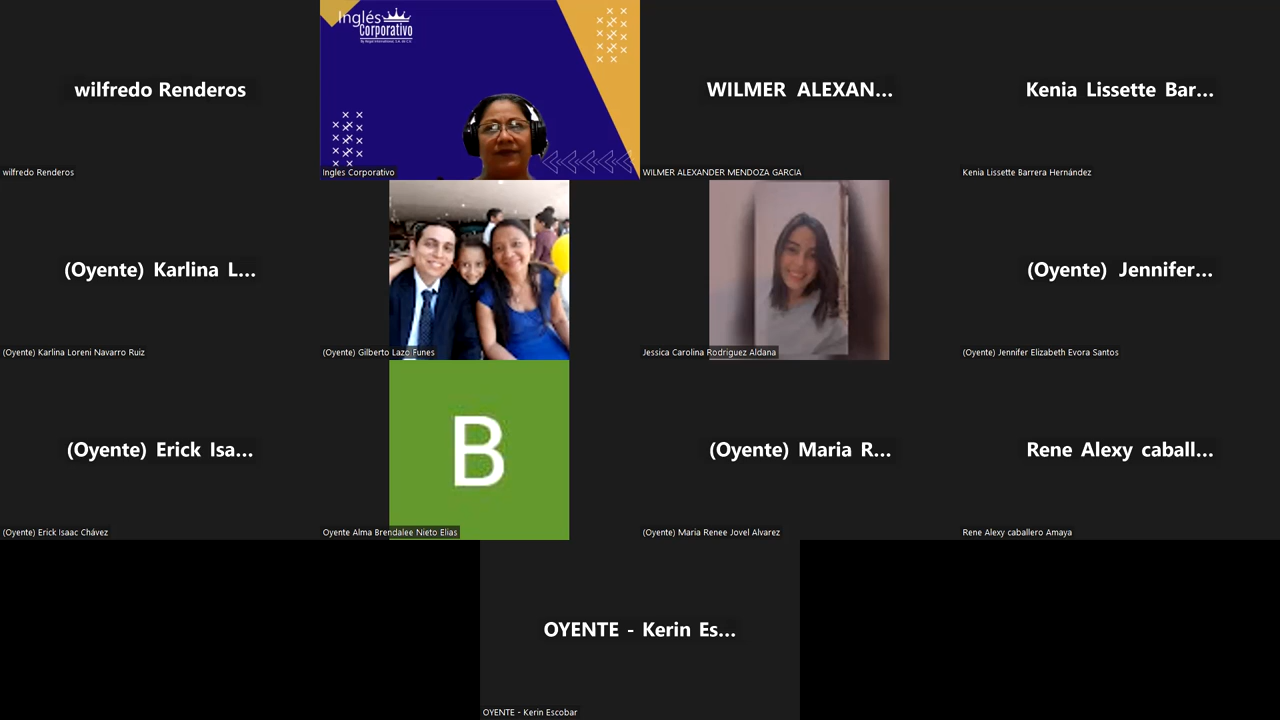 wilfredo Renderos
wilfredo Renderos
Inglés
Corporativo
Ingles Corporativo
WILMER ALEXAN...
WILMER ALEXANDER MENDOZA GARCIA
Kenia Lissette Bar...
Kenia Lissette Barrera Hernández
(Oyente) Karlina L...
(Oyente) Karlina Loreni Navarro Ruiz
(Oyente) Gilberto Lazo Funes
Jessica Carolina Rodriguez Aldana
(Oyente) Jennifer...
(Oyente) Jennifer Elizabeth Evora Santos
(Oyente) Erick Isa...
(Oyente) Erick Isaac Chávez
B
Oyente Alma Brendalee Nieto Elias
(Oyente) Maria R...
(Oyente) Maria Renee Jovel Alvarez
Rene Alexy caball...
Rene Alexy caballero Amaya
OYENTE - Kerin Es...
OYENTE - Kerin Escobar